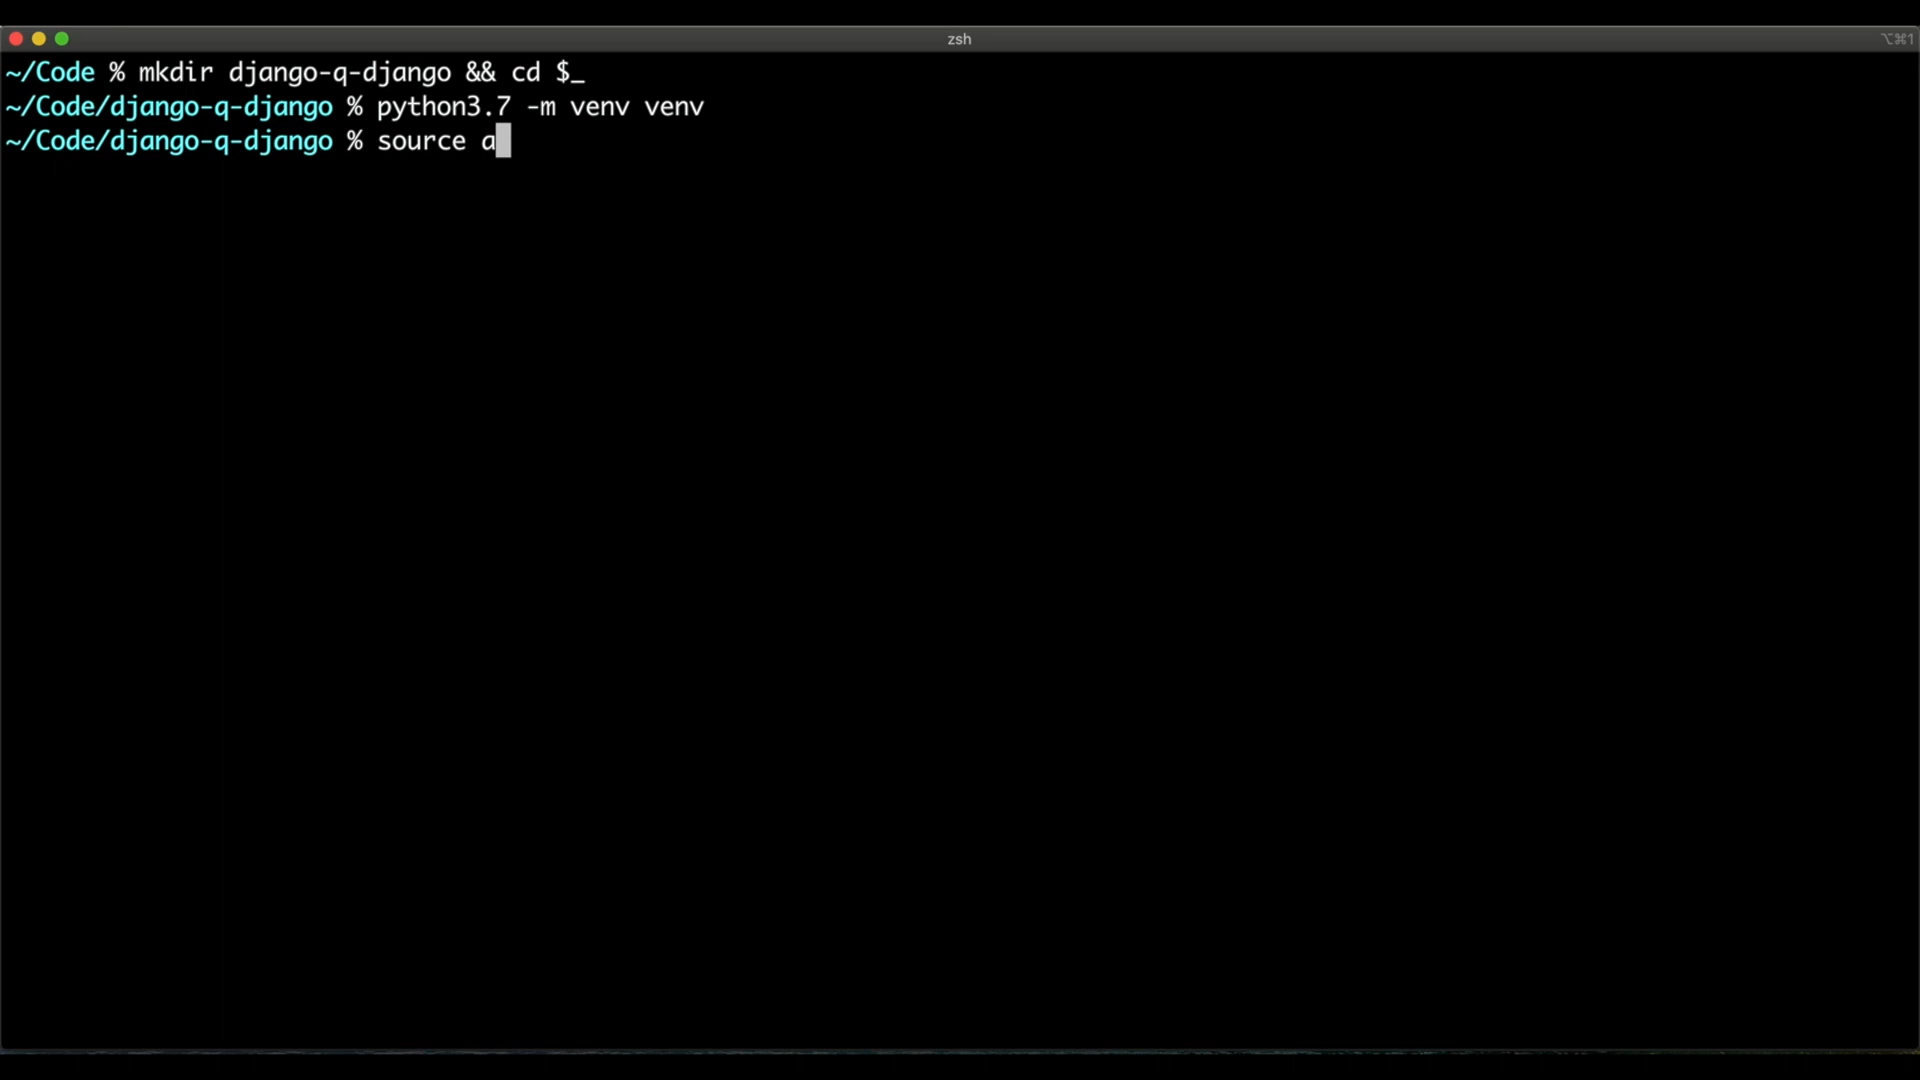 zsh
⌥⌘1
~/Code % mkdir django-q-django && cd $_
~/Code/django-q-django % python3.7 -m venv venv
~/Code/django-q-django % source a